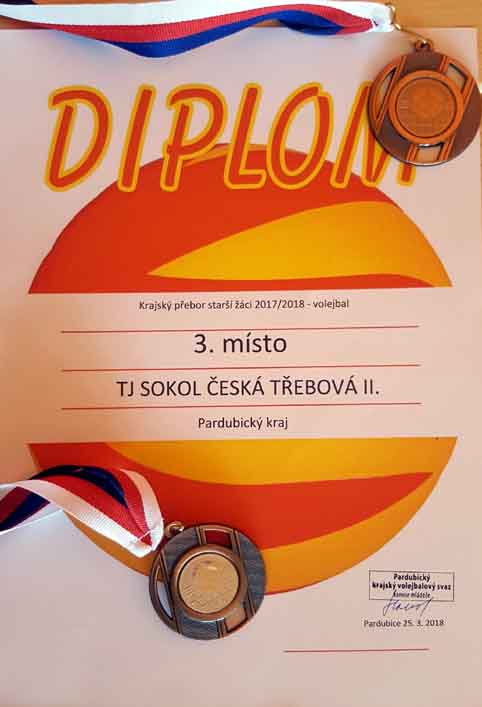 DIPLOM
Krajský přebor starší žáci 2017/2018 - volejbal
3. místo
TJ SOKOL ČESKÁ TŘEBOVÁ II.
Pardubický kraj
Pardubický
krajský volejbalový svaz
komise mládeže
Pardubice 25. 3. 2018